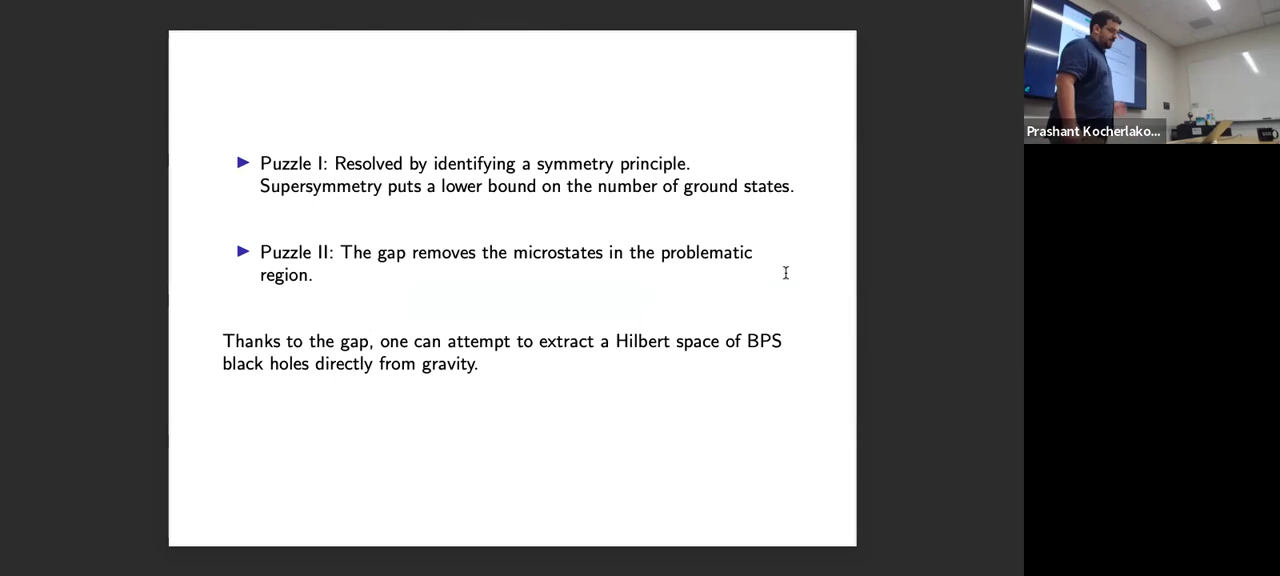 Puzzle I: Resolved by identifying a symmetry principle.
Supersymmetry puts a lower bound on the number of ground states.
Puzzle II: The gap removes the microstates in the problematic
region.
Thanks to the gap, one can attempt to extract a Hilbert space of BPS
black holes directly from gravity.
Prashant Kocherlako...